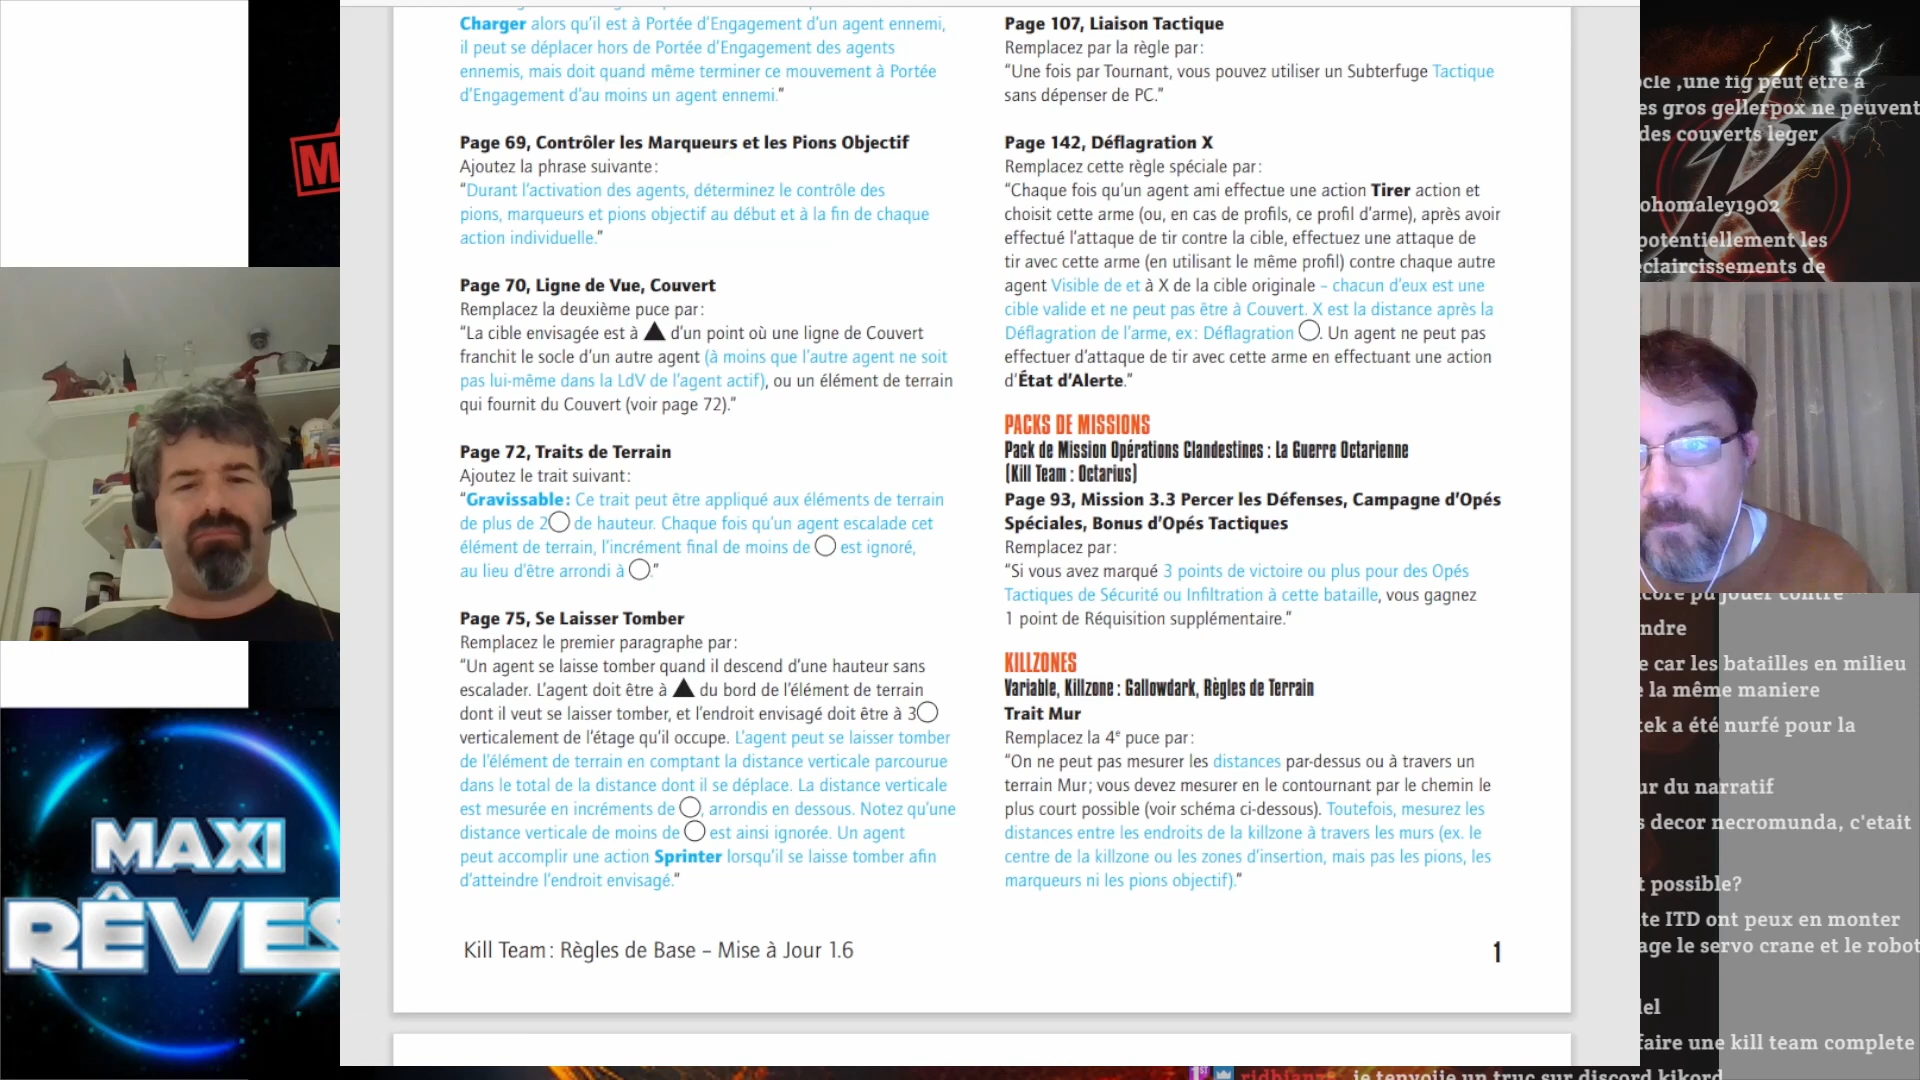 Charger alors qu'il est à Portée d'Engagement d'un agent ennemi,
il peut se déplacer hors de Portée d'Engagement des agents
ennemis, mais doit quand même terminer ce mouvement à Portée
d'Engagement d'au moins un agent ennemi."
Page 69, Contrôler les Marqueurs et les Pions Objectif
Ajoutez la phrase suivante :
"Durant l'activation des agents, déterminez le contrôle des
pions, marqueurs et pions objectif au début et à la fin de chaque
action individuelle."
Page 70, Ligne de Vue, Couvert
Remplacez la deuxième puce par :
"La cible envisagée est à ▲ d'un point où une ligne de Couvert
franchit le socle d'un autre agent (à moins que l'autre agent ne soit
pas lui-même dans la LdV de l'agent actif), ou un élément de terrain
qui fournit du Couvert (voir page 72)."
Page 72, Traits de Terrain
Ajoutez le trait suivant :
"Gravissable : Ce trait peut être appliqué aux éléments de terrain
de plus de 2◯ de hauteur. Chaque fois qu'un agent escalade cet
élément de terrain, l'incrément final de moins de ◯ est ignoré,
au lieu d'être arrondi à ◯."
Page 75, Se Laisser Tomber
Remplacez le premier paragraphe par :
"Un agent se laisse tomber quand il descend d'une hauteur sans
escalader. L'agent doit être à ▲ du bord de l'élément de terrain
dont il veut se laisser tomber, et l'endroit envisagé doit être à 3◯
verticalement de l'étage qu'il occupe. L'agent peut se laisser tomber
de l'élément de terrain en comptant la distance verticale parcourue
dans le total de la distance dont il se déplace. La distance verticale
est mesurée en incréments de ◯, arrondis en dessous. Notez qu'une
distance verticale de moins de ◯ est ainsi ignorée. Un agent
peut accomplir une action Sprinter lorsqu'il se laisse tomber afin
d'atteindre l'endroit envisagé."
Page 107, Liaison Tactique
Remplacez par la règle par :
"Une fois par Tournant, vous pouvez utiliser un Subterfuge Tactique
sans dépenser de PC."
Page 142, Déflagration X
Remplacez cette règle spéciale par :
"Chaque fois qu'un agent ami effectue une action Tirer action et
choisit cette arme (ou, en cas de profils, ce profil d'arme), après avoir
effectué l'attaque de tir contre la cible, effectuez une attaque de
tir avec cette arme (en utilisant le même profil) contre chaque autre
agent Visible de et à X de la cible originale – chacun d'eux est une
cible valide et ne peut pas être à Couvert. X est la distance après la
Déflagration de l'arme, ex : Déflagration ◯. Un agent ne peut pas
effectuer d'attaque de tir avec cette arme en effectuant une action
d'État d'Alerte."
PACKS DE MISSIONS
Pack de Mission Opérations Clandestines : La Guerre Octarienne
(Kill Team : Octarius)
Page 93, Mission 3.3 Percer les Défenses, Campagne d'Opés
Spéciales, Bonus d'Opés Tactiques
Remplacez par :
"Si vous avez marqué 3 points de victoire ou plus pour des Opés
Tactiques de Sécurité ou Infiltration à cette bataille, vous gagnez
1 point de Réquisition supplémentaire."
KILLZONES
Variable, Killzone : Gallowdark, Règles de Terrain
Trait Mur
Remplacez la 4e puce par :
"On ne peut pas mesurer les distances par-dessus ou à travers un
terrain Mur ; vous devez mesurer en le contournant par le chemin le
plus court possible (voir schéma ci-dessous). Toutefois, mesurez les
distances entre les endroits de la killzone à travers les murs (ex. le
centre de la killzone ou les zones d'insertion, mais pas les pions, les
marqueurs ni les pions objectif)."
Kill Team : Règles de Base – Mise à Jour 1.6
1
M
MAXI
RÊVES
ocle ,une fig peut être à
es gros gellerpox ne peuvent
des couverts leger
ohomaley1902
potentiellement les
eclaircissements de
ndre
e car les batailles en milieu
la même maniere
tek a été nurfé pour la
ur du narratif
decor necromunda, c'etait
t possible?
te ITD ont peux en monter
age le servo crane et le robot
el
faire une kill team complete
je tenvoiie un truc sur discord kikord